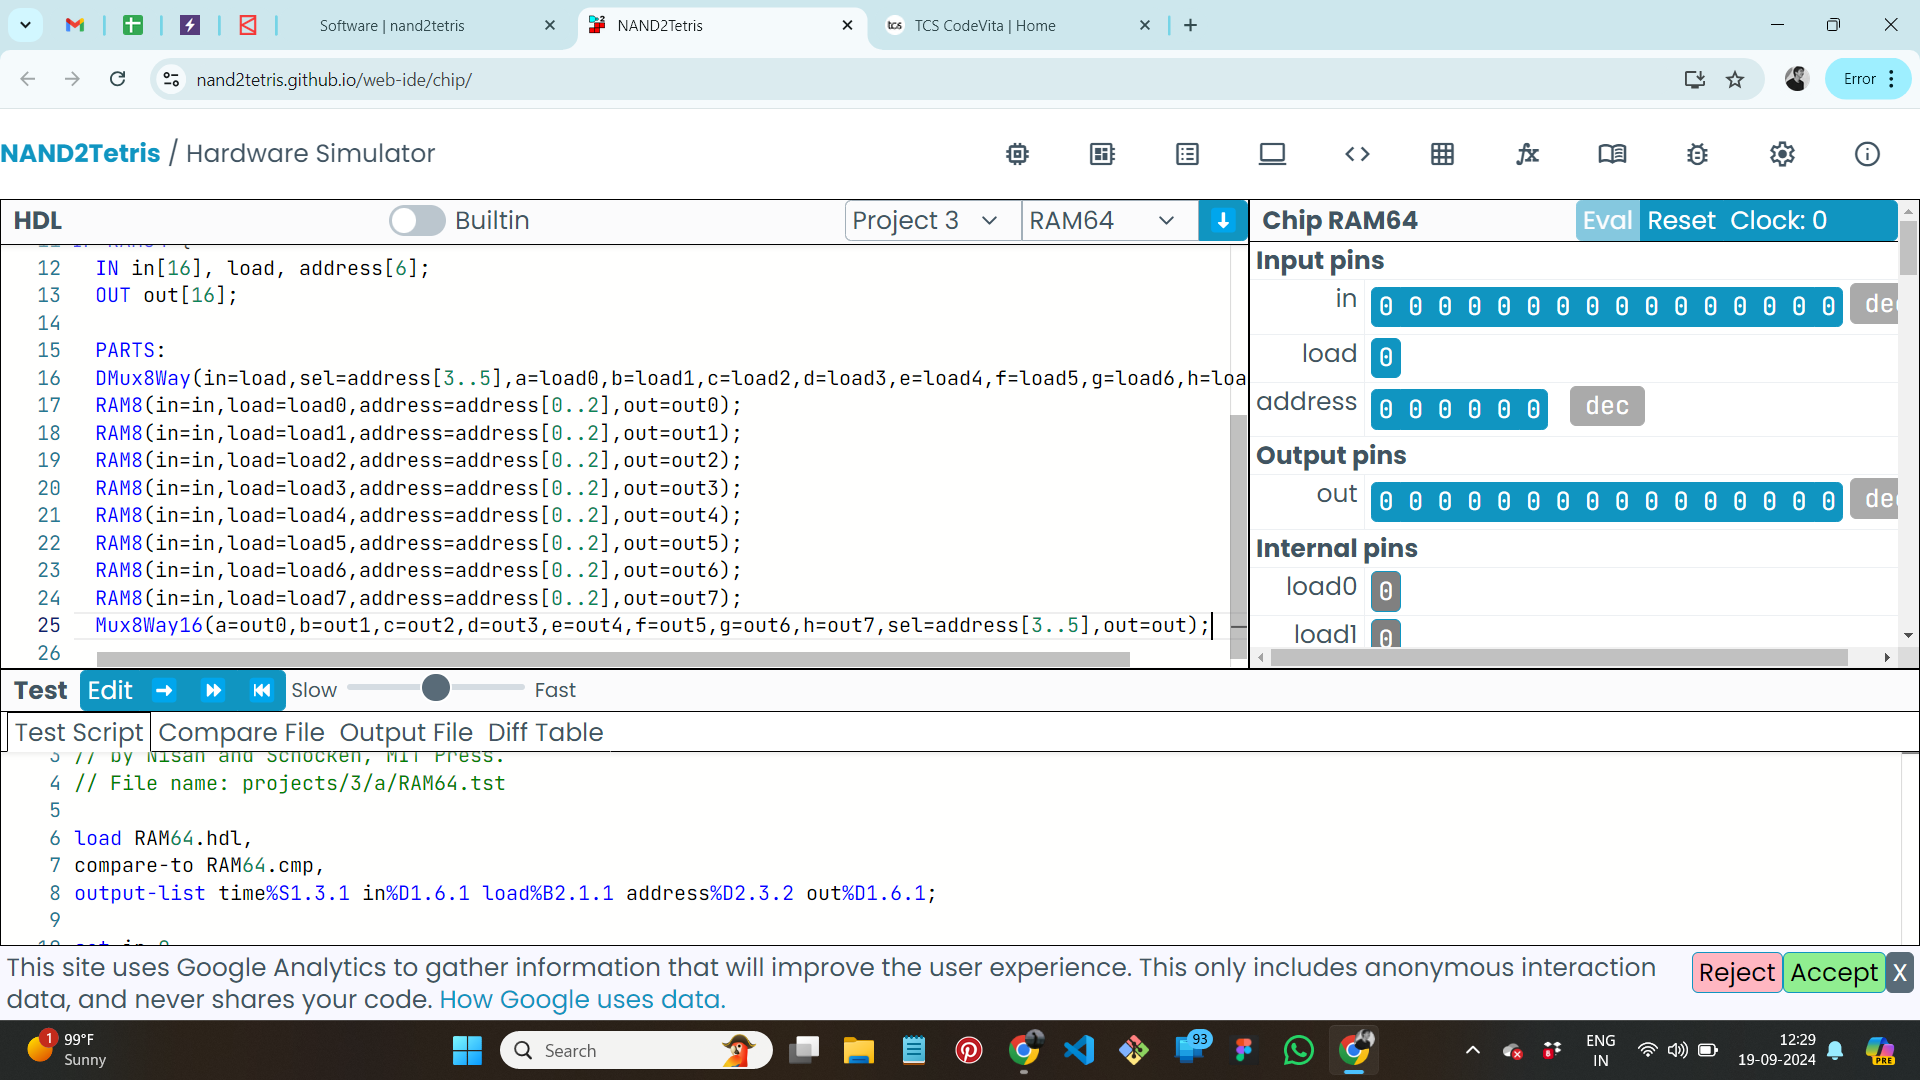 Software | nand2tetris
NAND2Tetris
TCS CodeVita | Home
nand2tetris.github.io/web-ide/chip/
Error
NAND2Tetris / Hardware Simulator
HDL
Builtin
Project 3
RAM64
Chip RAM64
Eval
Reset
Clock: 0
12 IN in[16], load, address[6];
13 OUT out[16];
14
15 PARTS:
16 DMux8Way(in=load,sel=address[3..5],a=load0,b=load1,c=load2,d=load3,e=load4,f=load5,g=load6,h=loa
17 RAM8(in=in,load=load0,address=address[0..2],out=out0);
18 RAM8(in=in,load=load1,address=address[0..2],out=out1);
19 RAM8(in=in,load=load2,address=address[0..2],out=out2);
20 RAM8(in=in,load=load3,address=address[0..2],out=out3);
21 RAM8(in=in,load=load4,address=address[0..2],out=out4);
22 RAM8(in=in,load=load5,address=address[0..2],out=out5);
23 RAM8(in=in,load=load6,address=address[0..2],out=out6);
24 RAM8(in=in,load=load7,address=address[0..2],out=out7);
25 Mux8Way16(a=out0,b=out1,c=out2,d=out3,e=out4,f=out5,g=out6,h=out7,sel=address[3..5],out=out);
26
Input pins
in 0 0 0 0 0 0 0 0 0 0 0 0 0 0 0 0 dec
load 0
address 0 0 0 0 0 0 dec
Output pins
out 0 0 0 0 0 0 0 0 0 0 0 0 0 0 0 0 dec
Internal pins
load0 0
load1 0
Test
Edit
Slow
Fast
Test Script Compare File Output File Diff Table
3 // by Nisan and Schocken, MIT Press.
4 // File name: projects/3/a/RAM64.tst
5
6 load RAM64.hdl,
7 compare-to RAM64.cmp,
8 output-list time%S1.3.1 in%D1.6.1 load%B2.1.1 address%D2.3.2 out%D1.6.1;
9
This site uses Google Analytics to gather information that will improve the user experience. This only includes anonymous interaction
data, and never shares your code. How Google uses data.
Reject
Accept
X
1
99°F
Sunny
Search
93
ENG
IN
12:29
19-09-2024
PRE